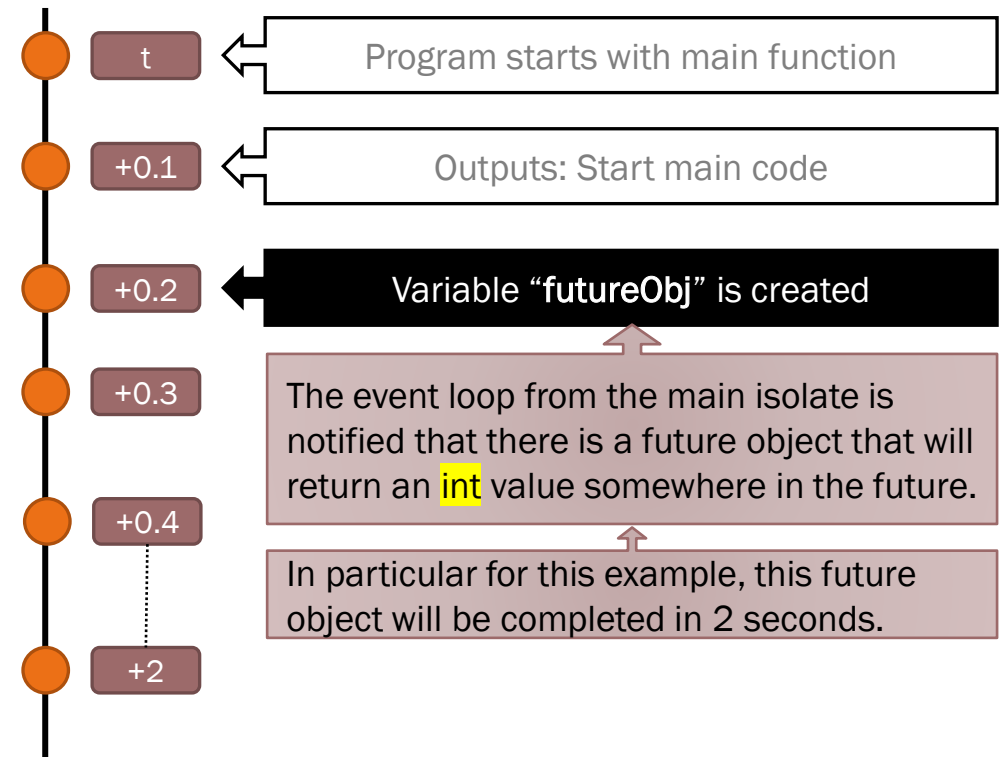 t
Program starts with main function
+0.1
Outputs: Start main code
+0.2
Variable “futureObj” is created
+0.3
The event loop from the main isolate is
notified that there is a future object that will
return an int value somewhere in the future.
+0.4
In particular for this example, this future
object will be completed in 2 seconds.
+2